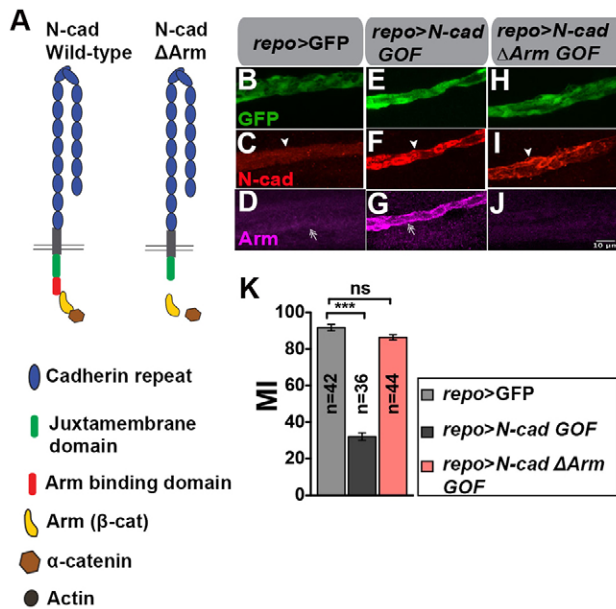 A
N-cad
Wild-type
N-cad
ΔArm
Cadherin repeat
Juxtamembrane
domain
Arm binding domain
Arm (β-cat)
α-catenin
Actin
repo>GFP
repo>N-cad
GOF
repo>N-cad
ΔArm GOF
B
GFP
E
H
C
N-cad
F
I
D
Arm
G
J
10 µm
K
ns
***
MI
80
60
40
20
0
n=42
n=36
n=44
repo>GFP
repo>N-cad GOF
repo>N-cad ΔArm
GOF